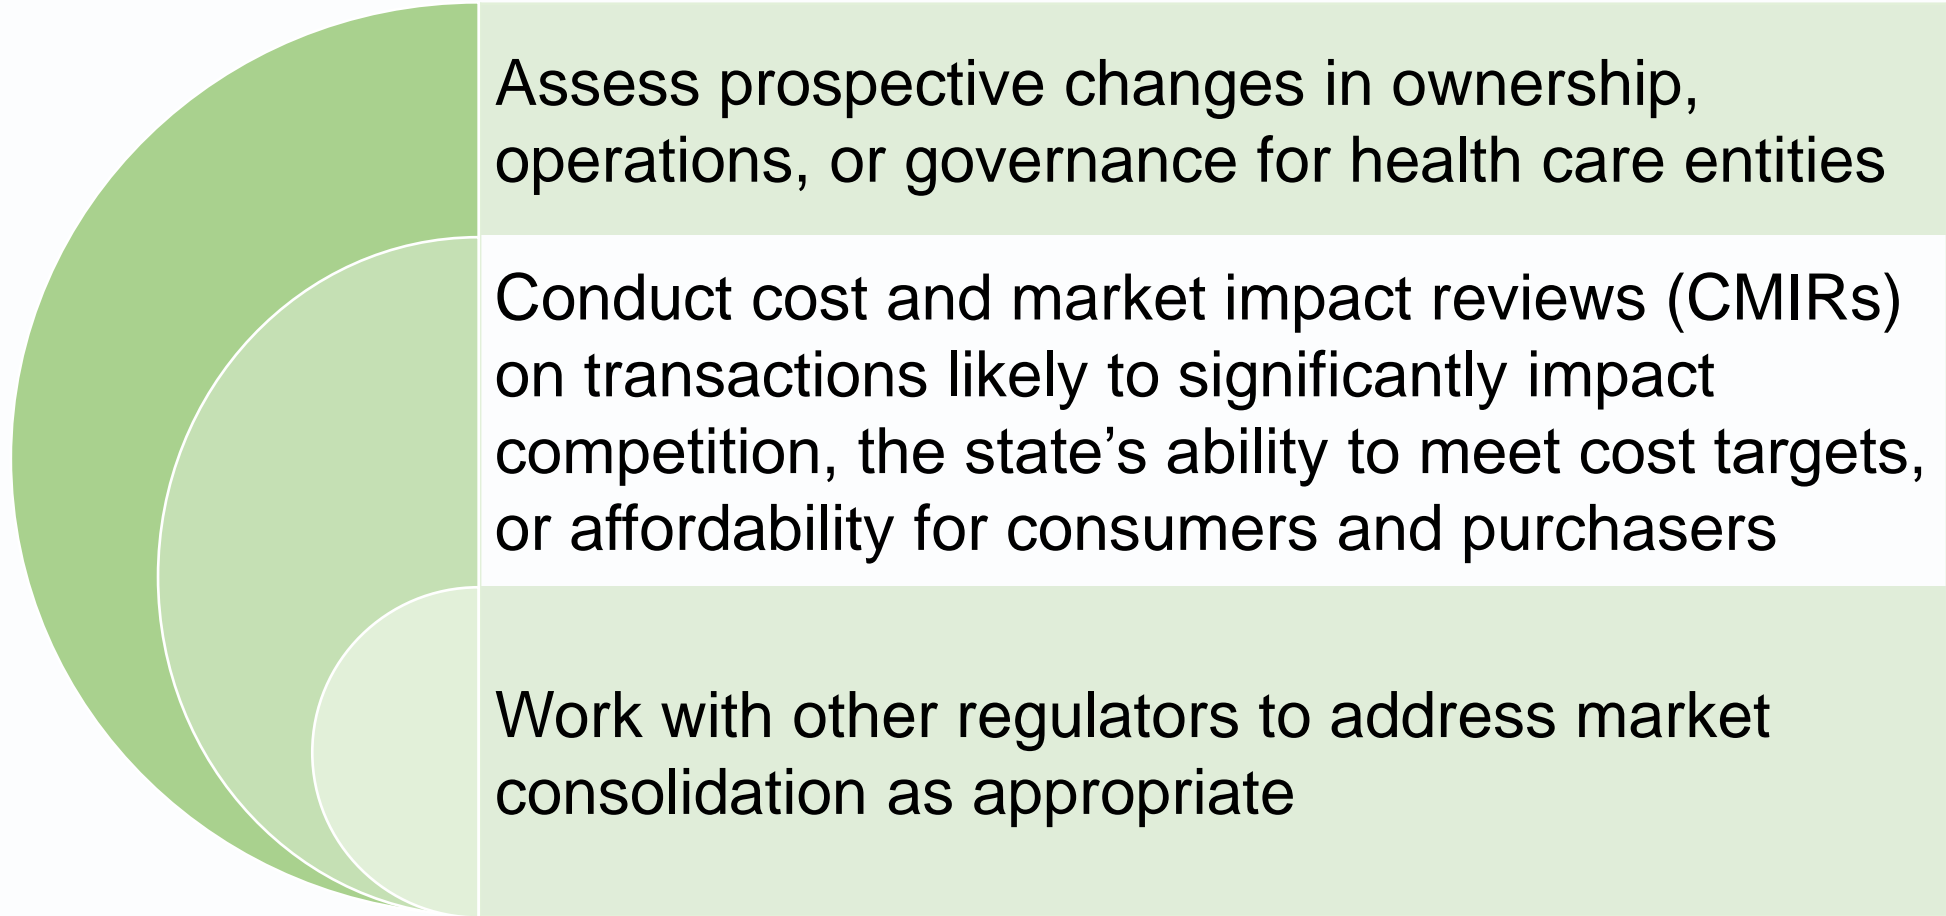 Assess prospective changes in ownership,
operations, or governance for health care entities
Conduct cost and market impact reviews (CMIRs)
on transactions likely to significantly impact
competition, the state’s ability to meet cost targets,
or affordability for consumers and purchasers
Work with other regulators to address market
consolidation as appropriate